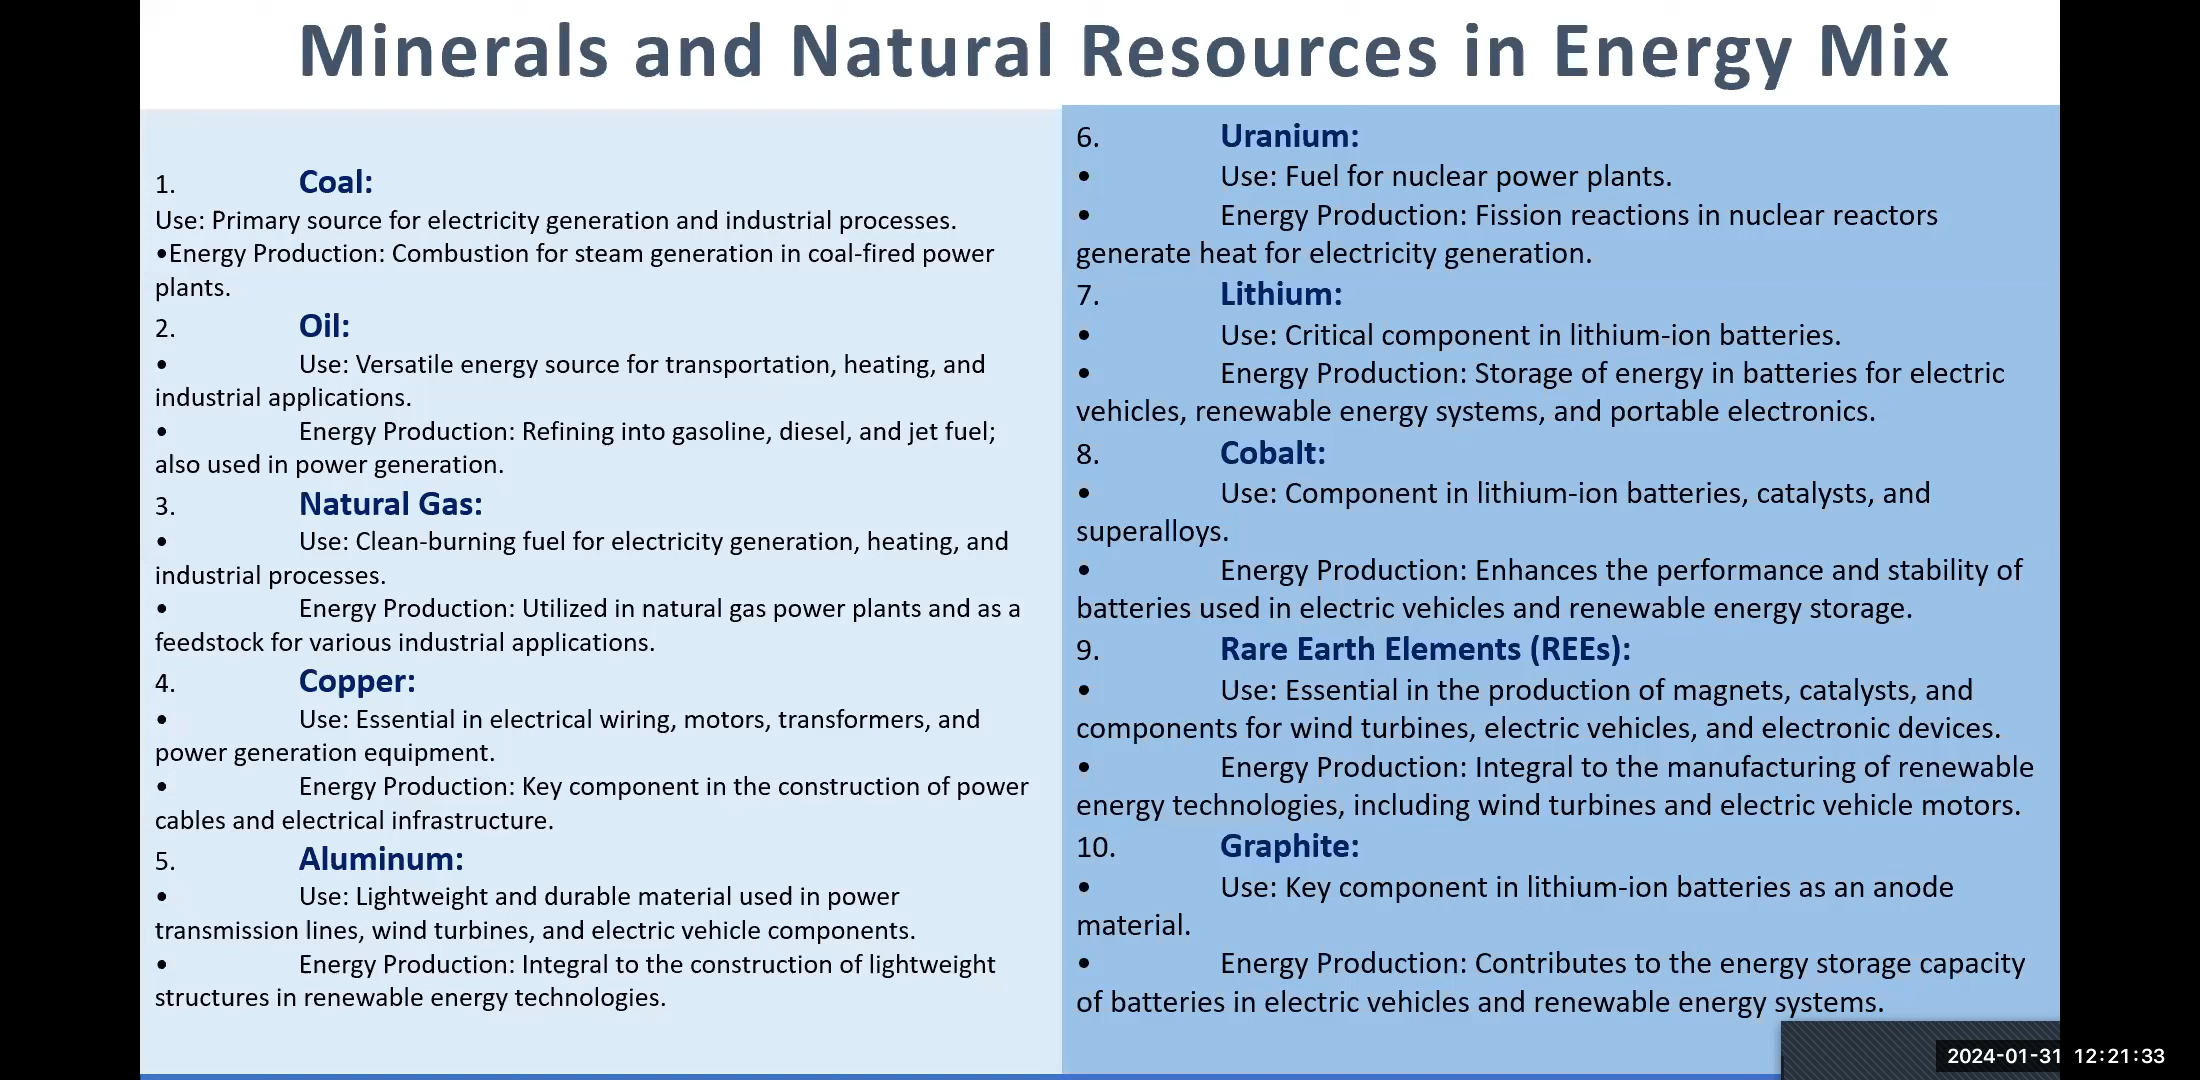 Minerals and Natural Resources in Energy Mix
1. Coal:
Use: Primary source for electricity generation and industrial processes.
•Energy Production: Combustion for steam generation in coal-fired power
plants.
2. Oil:
• Use: Versatile energy source for transportation, heating, and
industrial applications.
• Energy Production: Refining into gasoline, diesel, and jet fuel;
also used in power generation.
3. Natural Gas:
• Use: Clean-burning fuel for electricity generation, heating, and
industrial processes.
• Energy Production: Utilized in natural gas power plants and as a
feedstock for various industrial applications.
4. Copper:
• Use: Essential in electrical wiring, motors, transformers, and
power generation equipment.
• Energy Production: Key component in the construction of power
cables and electrical infrastructure.
5. Aluminum:
• Use: Lightweight and durable material used in power
transmission lines, wind turbines, and electric vehicle components.
• Energy Production: Integral to the construction of lightweight
structures in renewable energy technologies.
6. Uranium:
• Use: Fuel for nuclear power plants.
• Energy Production: Fission reactions in nuclear reactors
generate heat for electricity generation.
7. Lithium:
• Use: Critical component in lithium-ion batteries.
• Energy Production: Storage of energy in batteries for electric
vehicles, renewable energy systems, and portable electronics.
8. Cobalt:
• Use: Component in lithium-ion batteries, catalysts, and
superalloys.
• Energy Production: Enhances the performance and stability of
batteries used in electric vehicles and renewable energy storage.
9. Rare Earth Elements (REEs):
• Use: Essential in the production of magnets, catalysts, and
components for wind turbines, electric vehicles, and electronic devices.
• Energy Production: Integral to the manufacturing of renewable
energy technologies, including wind turbines and electric vehicle motors.
10. Graphite:
• Use: Key component in lithium-ion batteries as an anode
material.
• Energy Production: Contributes to the energy storage capacity
of batteries in electric vehicles and renewable energy systems.
2024-01-31 12:21:33